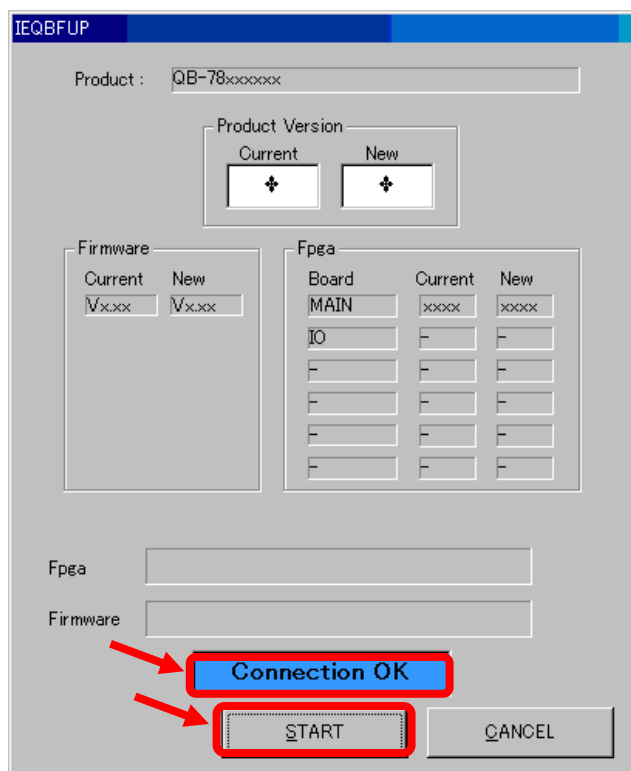 IEQBFUP
Product : QB-78xxxxxx
Product Version
Current New
Firmware
Current New
Vx.xx Vx.xx
Fpga
Board Current New
MAIN xxxx xxxx
IO - -
- - -
- - -
- - -
- - -
Fpga
Firmware
Connection OK
START CANCEL